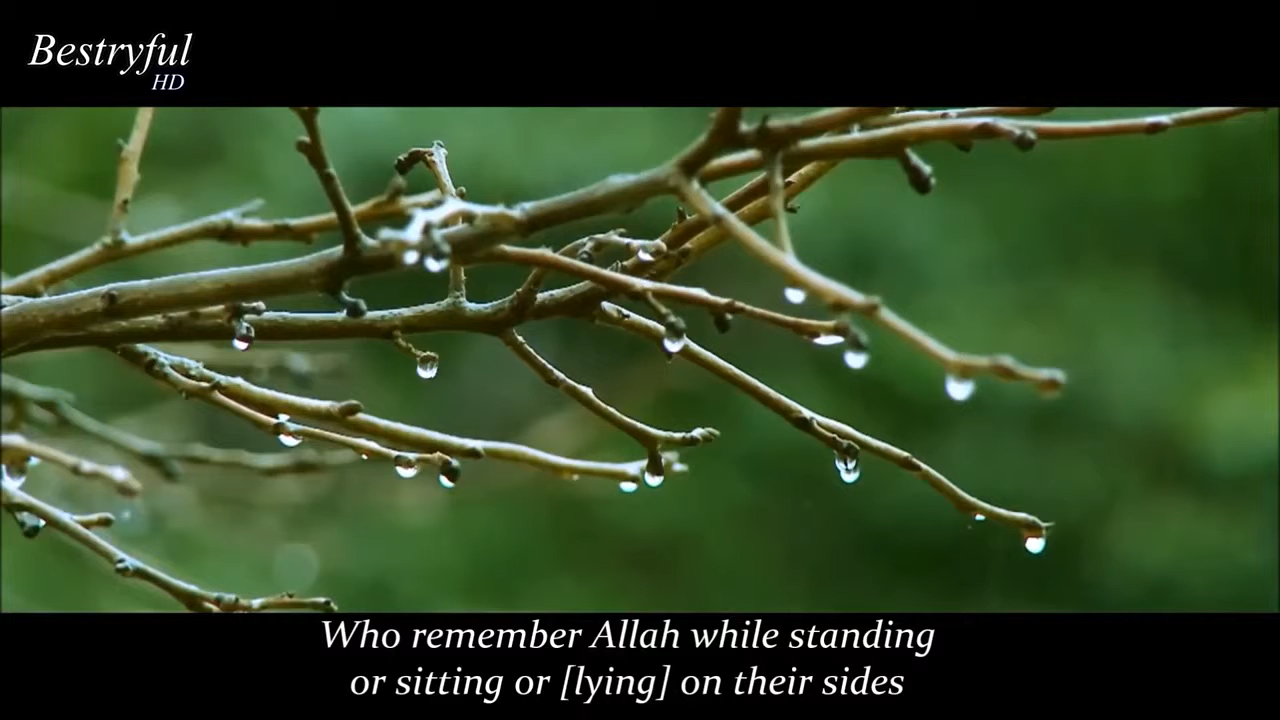 Bestryful
HD
Who remember Allah while standing
or sitting or [lying] on their sides